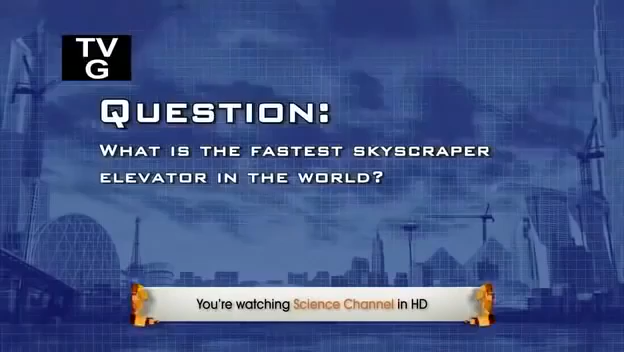 TV
G
QUESTION:
WHAT IS THE FASTEST SKYSCRAPER
ELEVATOR IN THE WORLD?
You're watching Science Channel in HD